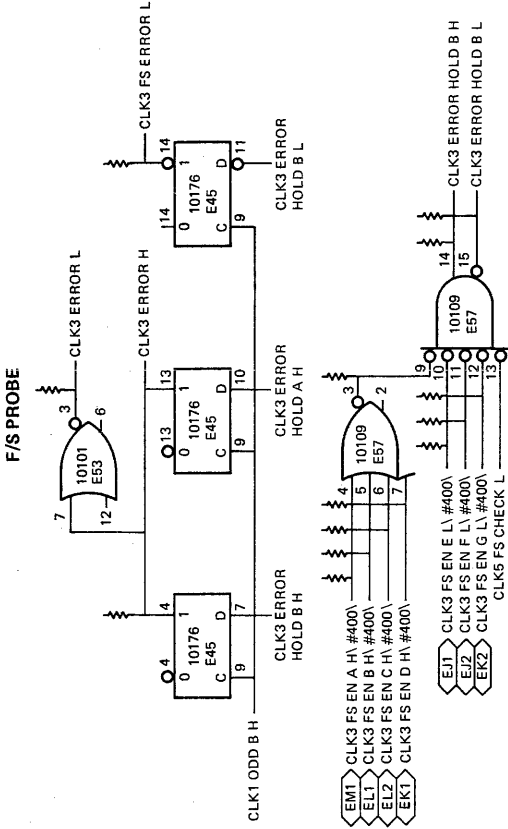 F/S PROBE
10101
E53
7
12
3
6
CLK3 ERROR L
CLK3 ERROR H
CLK3 FS ERROR L
4
4
0 1
10176
E45
C D
9
7
13
13
0 1
10176
E45
C D
9
10
14
14
0 1
10176
E45
C D
9
11
CLK1 ODD B H
CLK3 ERROR
HOLD B H
CLK3 ERROR
HOLD A H
CLK3 ERROR
HOLD B L
EM1 CLK3 FS EN A H\ #400\
EL1 CLK3 FS EN B H\ #400\
EL2 CLK3 FS EN C H\ #400\
EK1 CLK3 FS EN D H\ #400\
4
5
6
7
10109
E57
3
2
EJ1 CLK3 FS EN E L\ #400\
EJ2 CLK3 FS EN F L\ #400\
EK2 CLK3 FS EN G L\ #400\
CLK5 FS CHECK L
9
10
11
12
13
10109
E57
14
15
CLK3 ERROR HOLD B H
CLK3 ERROR HOLD B L